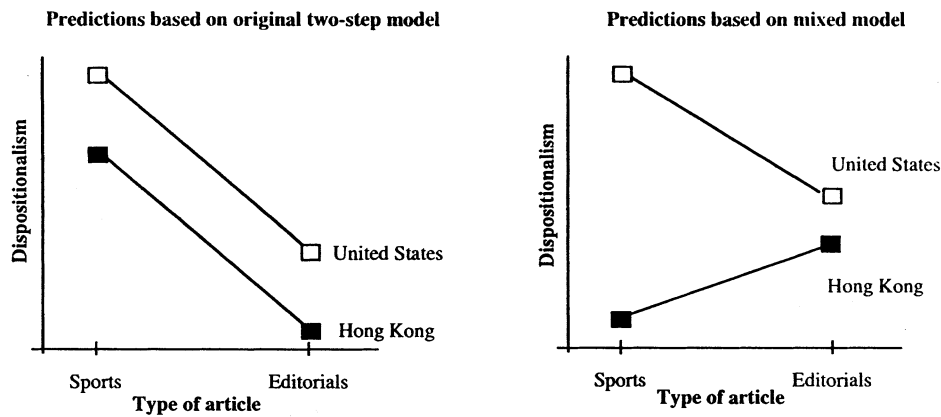 Predictions based on original two-step model
Dispositionalism
United States
Hong Kong
Sports
Editorials
Type of article
Predictions based on mixed model
Dispositionalism
United States
Hong Kong
Sports
Editorials
Type of article